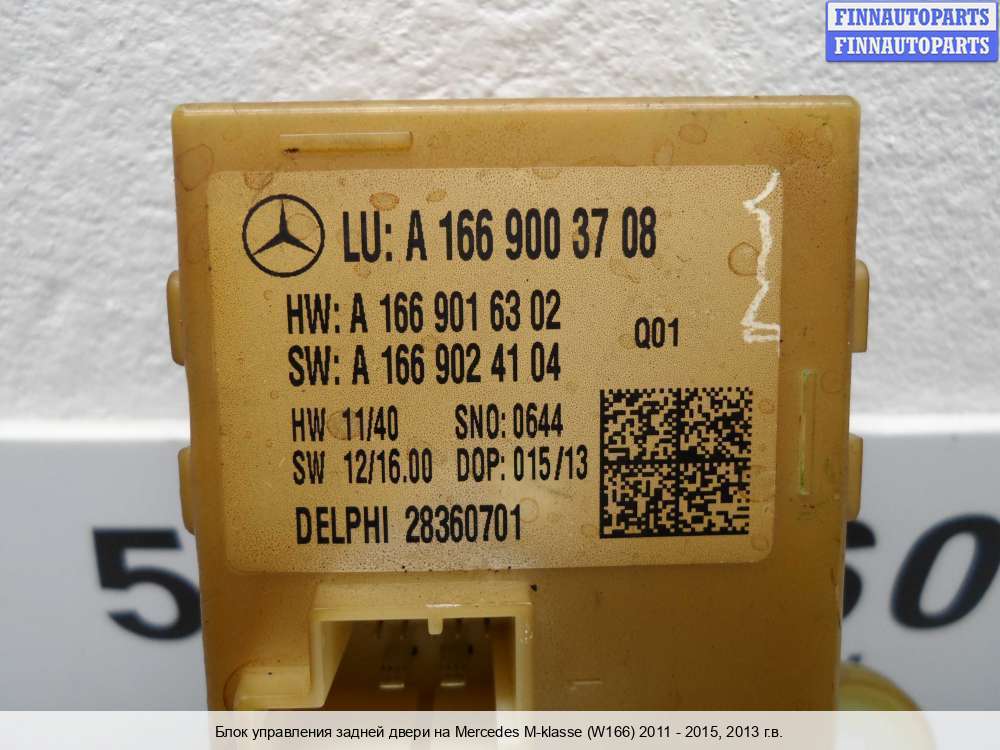 FINNAUTOPARTS
FINNAUTOPARTS
LU: A 166 900 37 08
HW: A 166 901 63 02
Q01
SW: A 166 902 41 04
HW 11/40 SNO: 0644
SW 12/16.00 DOP: 015/13
DELPHI 28360701
5
60
Блок управления задней двери на Mercedes M-klasse (W166) 2011 - 2015, 2013 г.в.